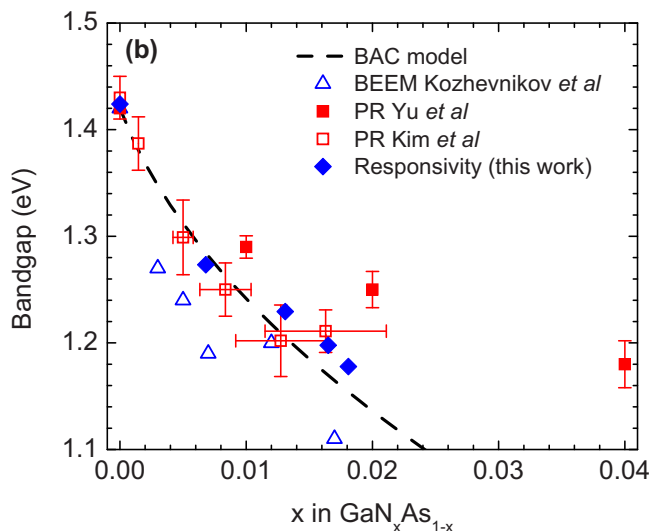 1.5
(b)
BAC model
BEEM Kozhevnikov et al
PR Yu et al
PR Kim et al
Responsivity (this work)
1.4
1.3
1.2
1.1
Bandgap (eV)
0.00 0.01 0.02 0.03 0.04
x in GaNₓAs₁₋ₓ